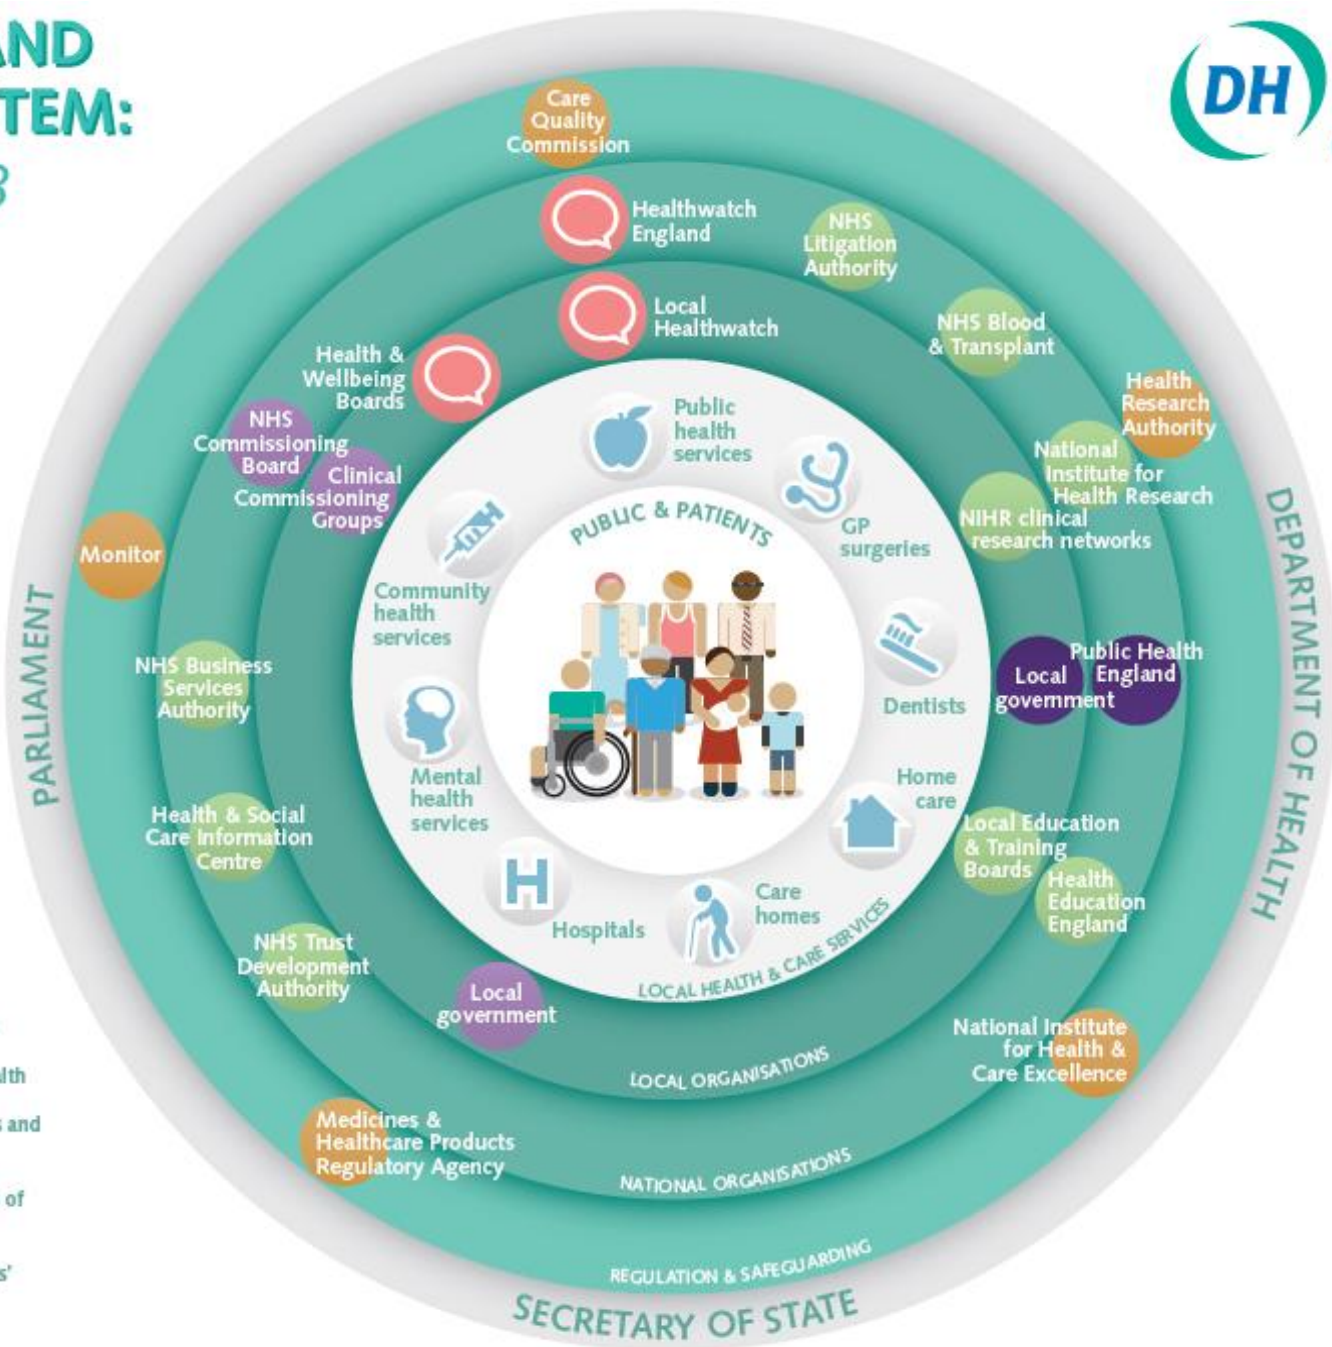 AND
TEM:
3
DH
Care
Quality
Commission
Healthwatch
England
NHS
Litigation
Authority
Local
Healthwatch
NHS Blood
& Transplant
Health &
Wellbeing
Boards
Health
Research
Authority
NHS
Commissioning
Board
Clinical
Commissioning
Groups
National
Institute for
Health Research
NIHR clinical
research networks
Public
health
services
GP
surgeries
PUBLIC & PATIENTS
Monitor
Community
health
services
PARLIAMENT
DEPARTMENT OF HEALTH
NHS Business
Services
Authority
Dentists
Local
government
Public Health
England
Mental
health
services
Home
care
Health & Social
Care Information
Centre
Local Education
& Training
Boards
Health
Education
England
Hospitals
Care
homes
LOCAL HEALTH & CARE SERVICES
NHS Trust
Development
Authority
Local
government
National Institute
for Health &
Care Excellence
LOCAL ORGANISATIONS
Medicines &
Healthcare Products
Regulatory Agency
NATIONAL ORGANISATIONS
REGULATION & SAFEGUARDING
SECRETARY OF STATE
lth
s and
of
s'